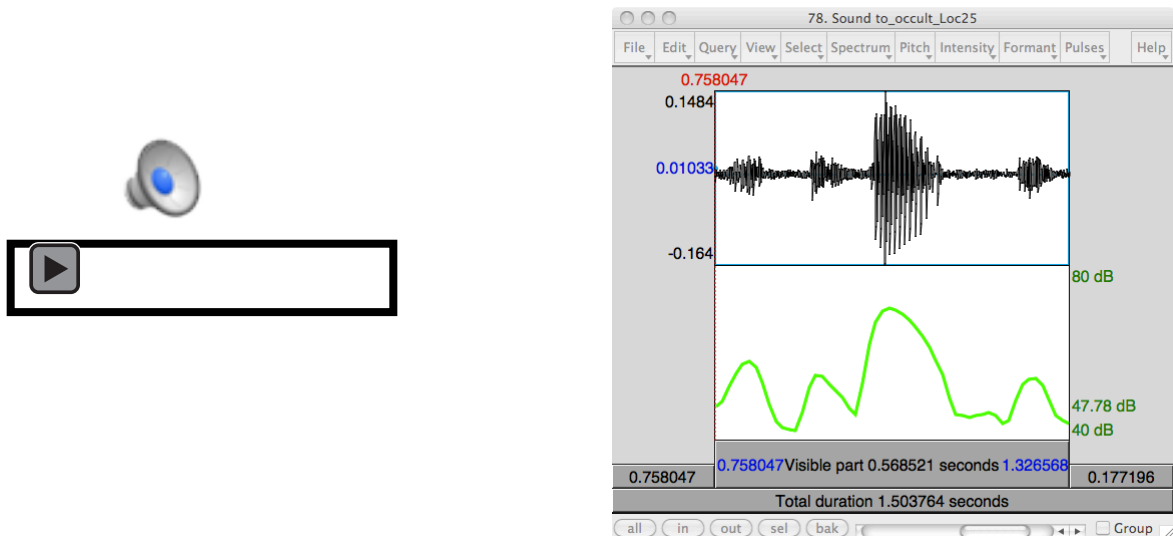 78. Sound to_occult_Loc25
File Edit Query View Select Spectrum Pitch Intensity Formant Pulses Help
0.758047
0.1484
0.01033
-0.164
80 dB
47.78 dB
40 dB
0.758047 0.758047 Visible part 0.568521 seconds 1.326568 0.177196
Total duration 1.503764 seconds
all in out sel bak Group